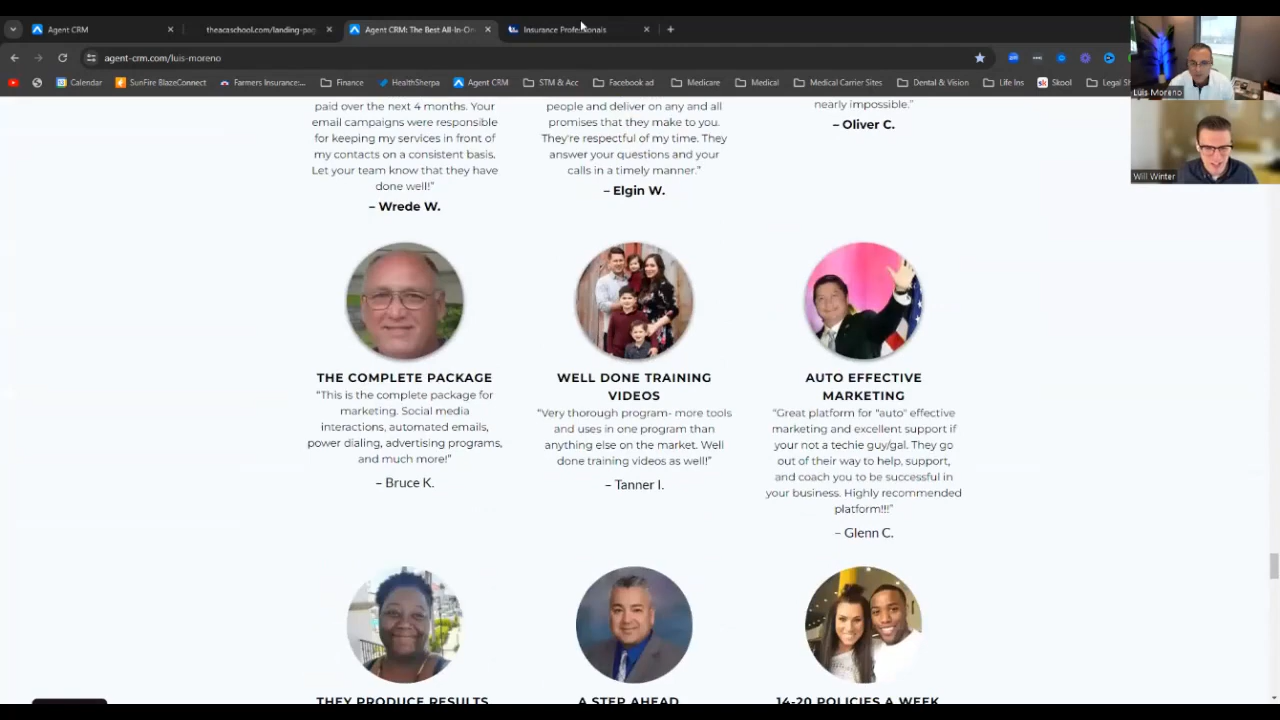 Agent CRM
theacaschool.com/landing-pag
Agent CRM: The Best All-In-On
Insurance Professionals
agent-crm.com/luis-moreno
Calendar
SunFire BlazeConnect
Farmers Insurance:...
Finance
HealthSherpa
Agent CRM
STM & Acc
Facebook ad
Medicare
Medical
Medical Carrier Sites
Dental & Vision
Life Ins
Skool
Legal Sh
Luis Moreno
Will Winter
paid over the next 4 months. Your
email campaigns were responsible
for keeping my services in front of
my contacts on a consistent basis.
Let your team know that they have
done well!"
– Wrede W.
people and deliver on any and all
promises that they make to you.
They're respectful of my time. They
answer your questions and your
calls in a timely manner."
– Elgin W.
nearly impossible."
– Oliver C.
THE COMPLETE PACKAGE
"This is the complete package for
marketing. Social media
interactions, automated emails,
power dialing, advertising programs,
and much more!"
– Bruce K.
WELL DONE TRAINING
VIDEOS
"Very thorough program- more tools
and uses in one program than
anything else on the market. Well
done training videos as well!"
– Tanner I.
AUTO EFFECTIVE
MARKETING
"Great platform for "auto" effective
marketing and excellent support if
your not a techie guy/gal. They go
out of their way to help, support,
and coach you to be successful in
your business. Highly recommended
platform!!!"
– Glenn C.
THEY PRODUCE RESULTS
A STEP AHEAD
14-20 POLICIES A WEEK